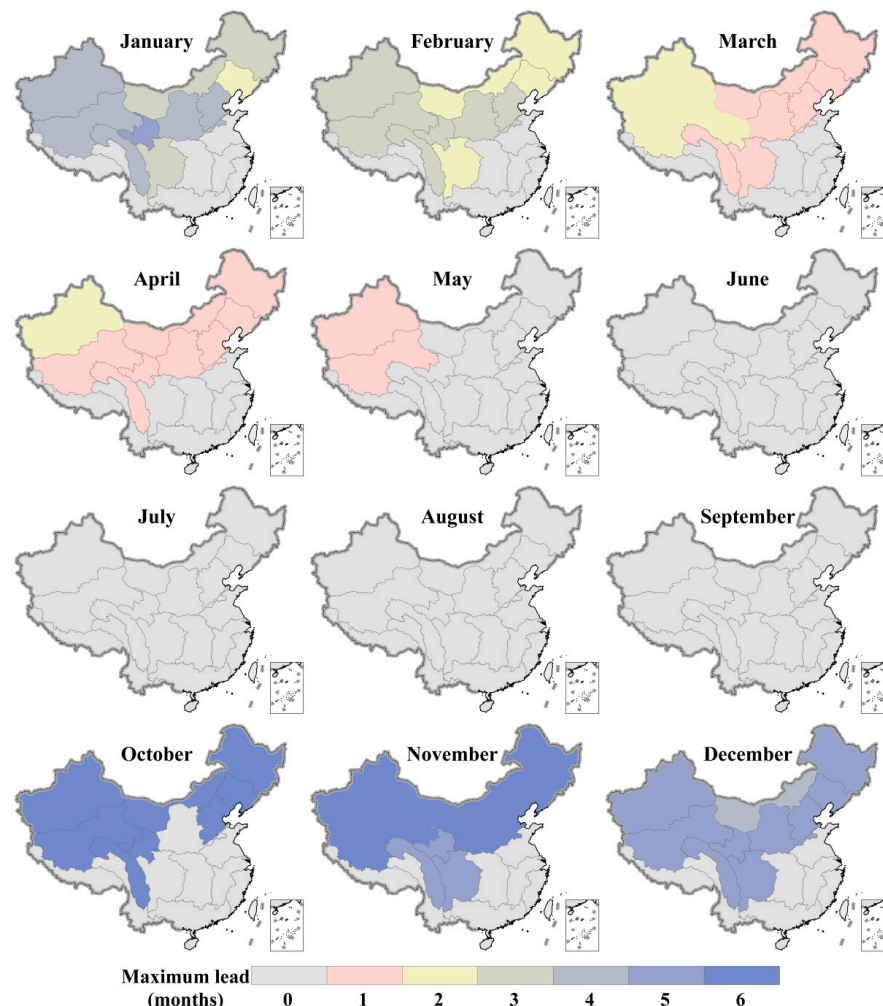 January
February
March
April
May
June
July
August
September
October
November
December
Maximum lead
(months)
0 1 2 3 4 5 6